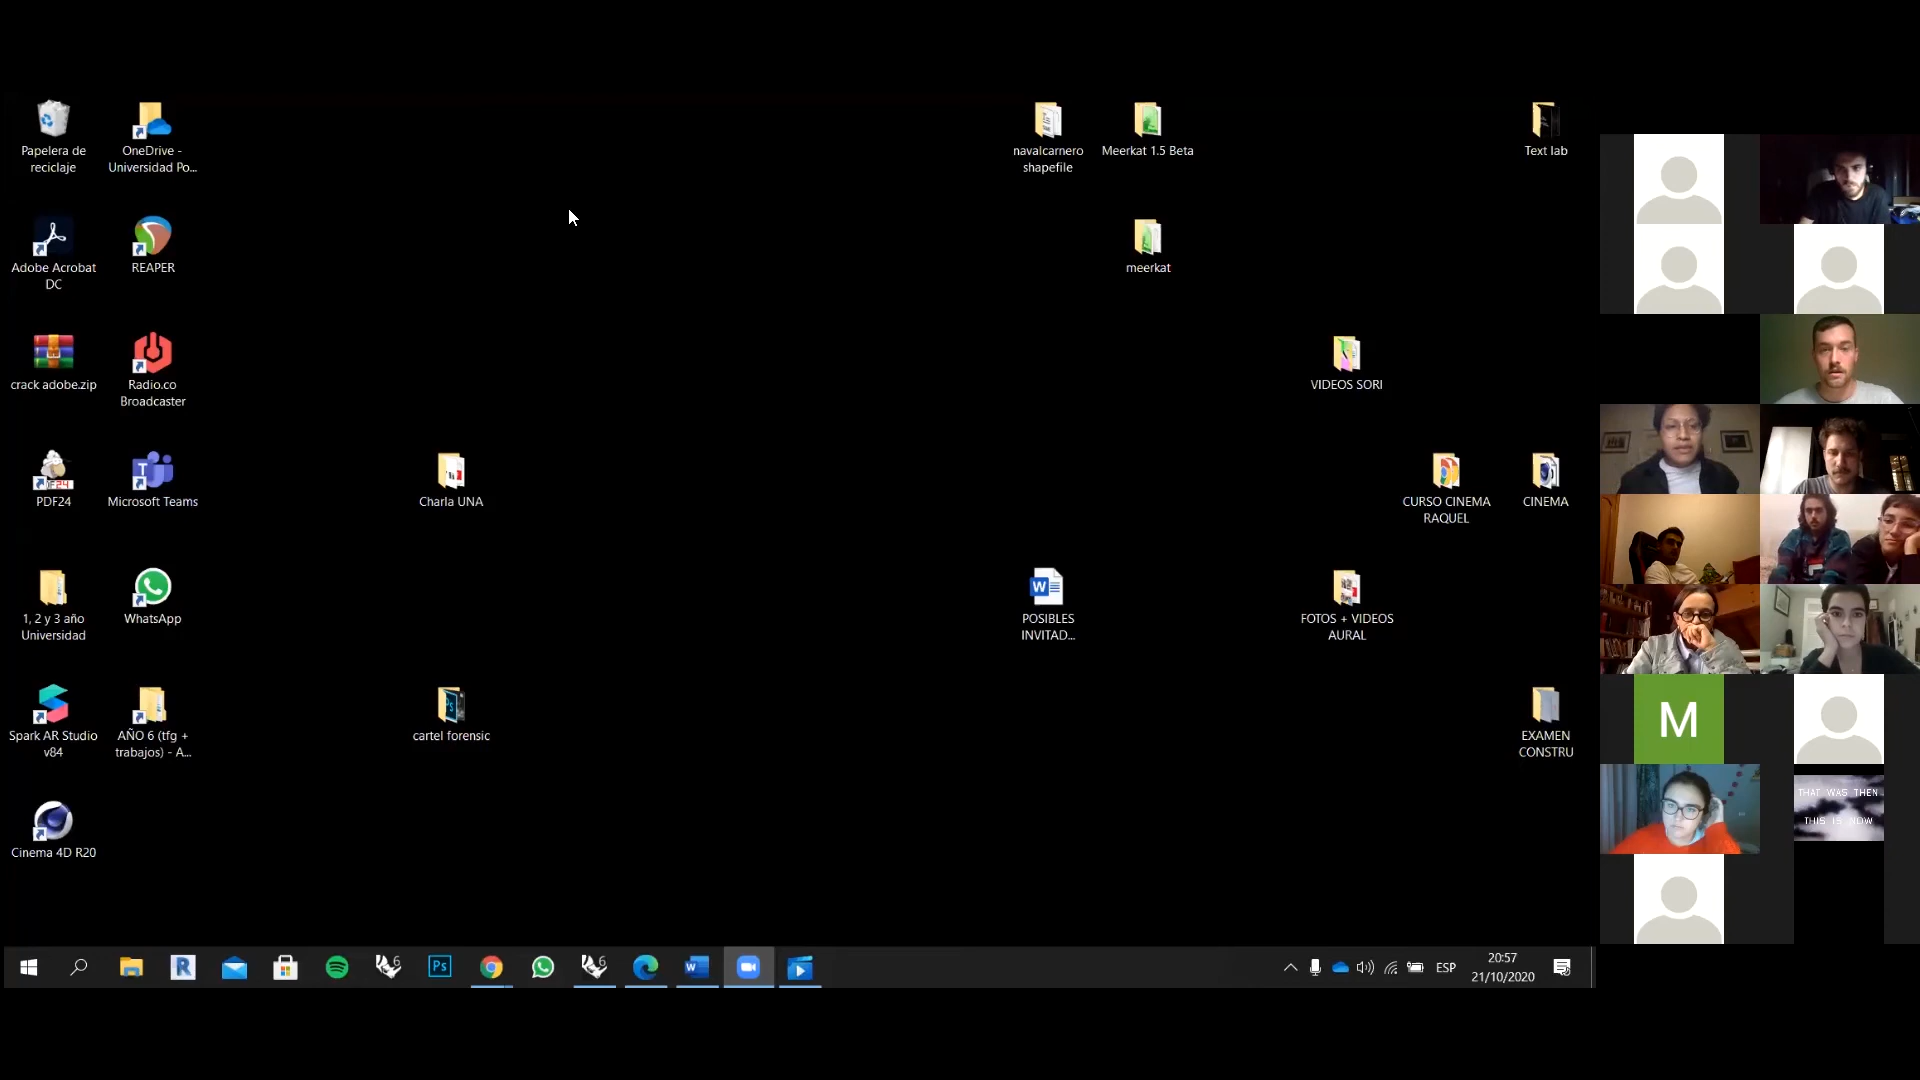 Papelera de
reciclaje
OneDrive -
Universidad Po...
navalcarnero
shapefile
Meerkat 1.5 Beta
Text lab
Adobe Acrobat
DC
REAPER
meerkat
crack adobe.zip
Radio.co
Broadcaster
VIDEOS SORI
PDF24
Microsoft Teams
Charla UNA
CURSO CINEMA
RAQUEL
CINEMA
1, 2 y 3 año
Universidad
WhatsApp
POSIBLES
INVITAD...
FOTOS + VIDEOS
AURAL
Spark AR Studio
v84
AÑO 6 (tfg +
trabajos) - A...
cartel forensic
EXAMEN
CONSTRU
Cinema 4D R20
M
THAT WAS THEN
THIS IS NOW
R
6
Ps
6
W
ESP
20:57
21/10/2020